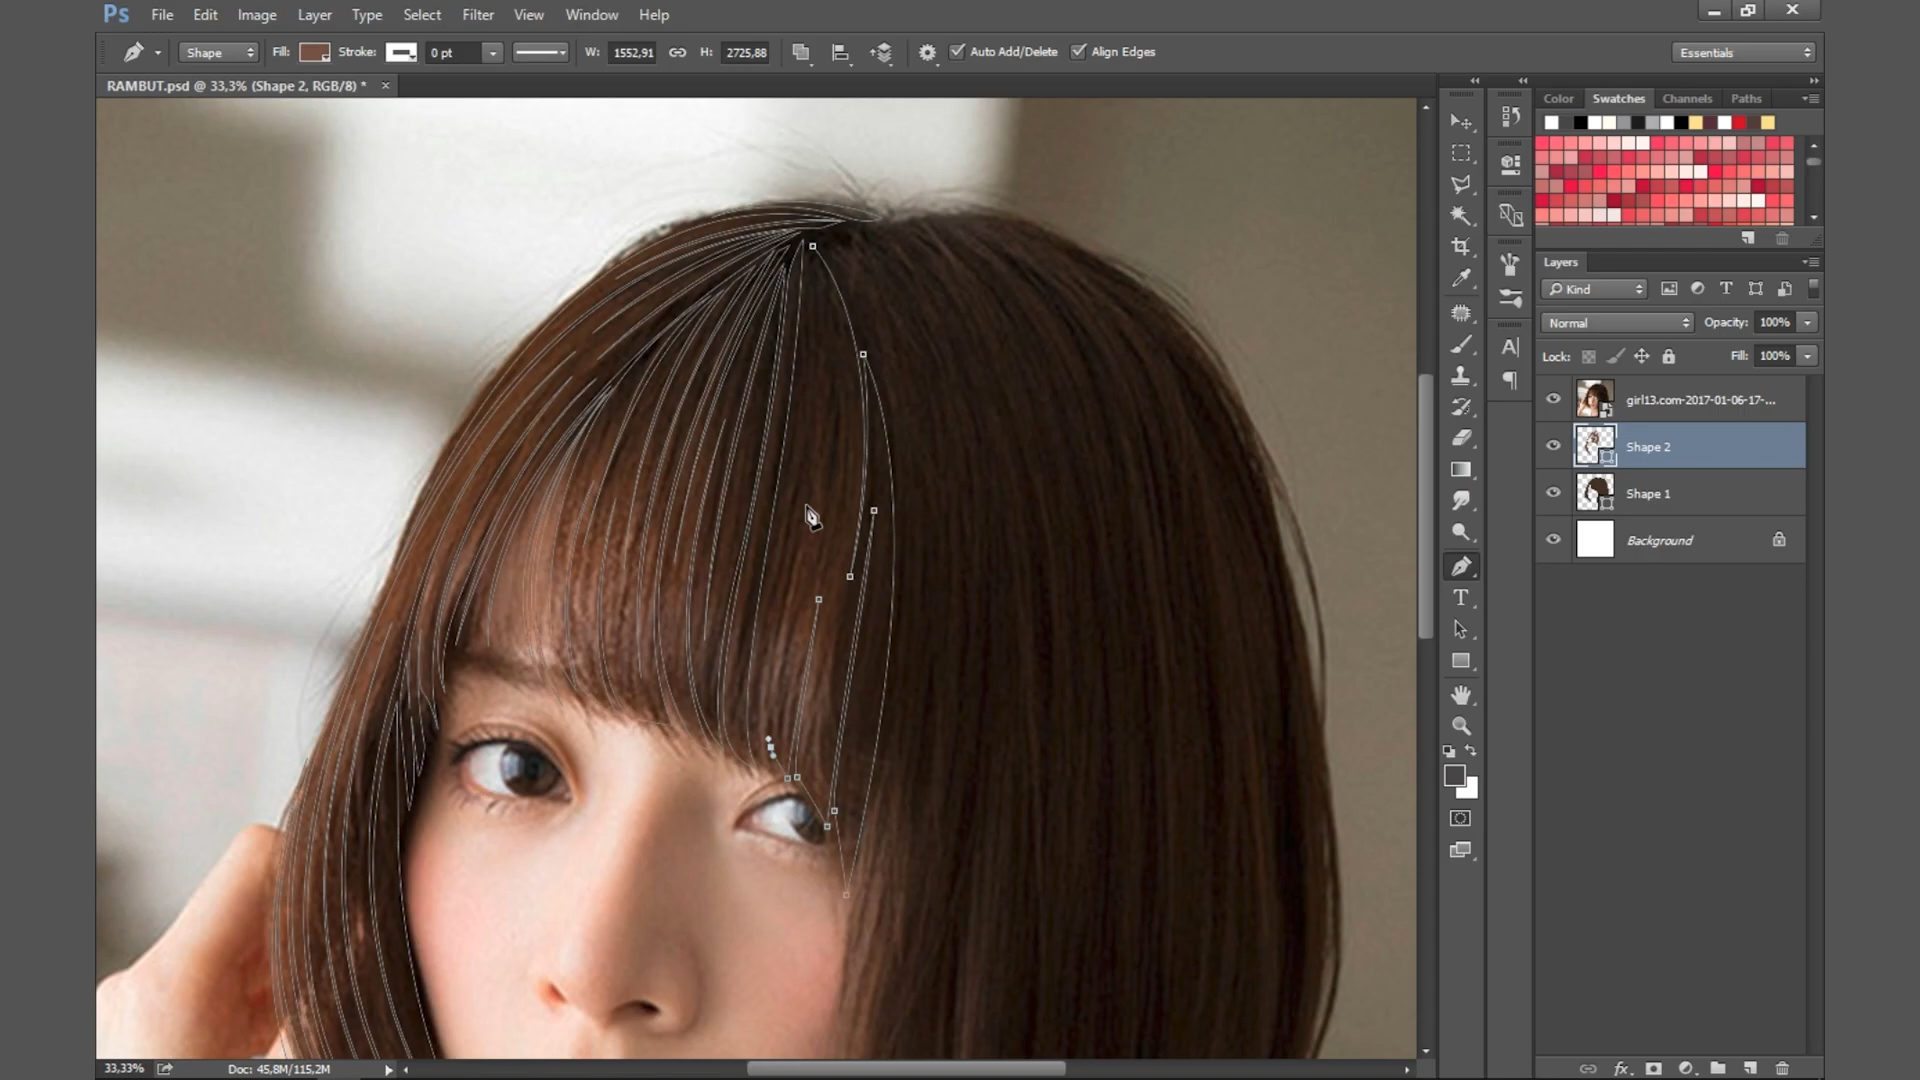 Ps File Edit Image Layer Type Select Filter View Window Help
Shape Fill: Stroke: 0 pt W: 1552,91 H: 2725,88 Auto Add/Delete Align Edges Essentials
RAMBUT.psd @ 33,3% (Shape 2, RGB/8) *
Color Swatches Channels Paths
Layers
Kind
Normal Opacity: 100%
Lock: Fill: 100%
girl13.com-2017-01-06-17-...
Shape 2
Shape 1
Background
33,33% Doc: 45,8M/115,2M